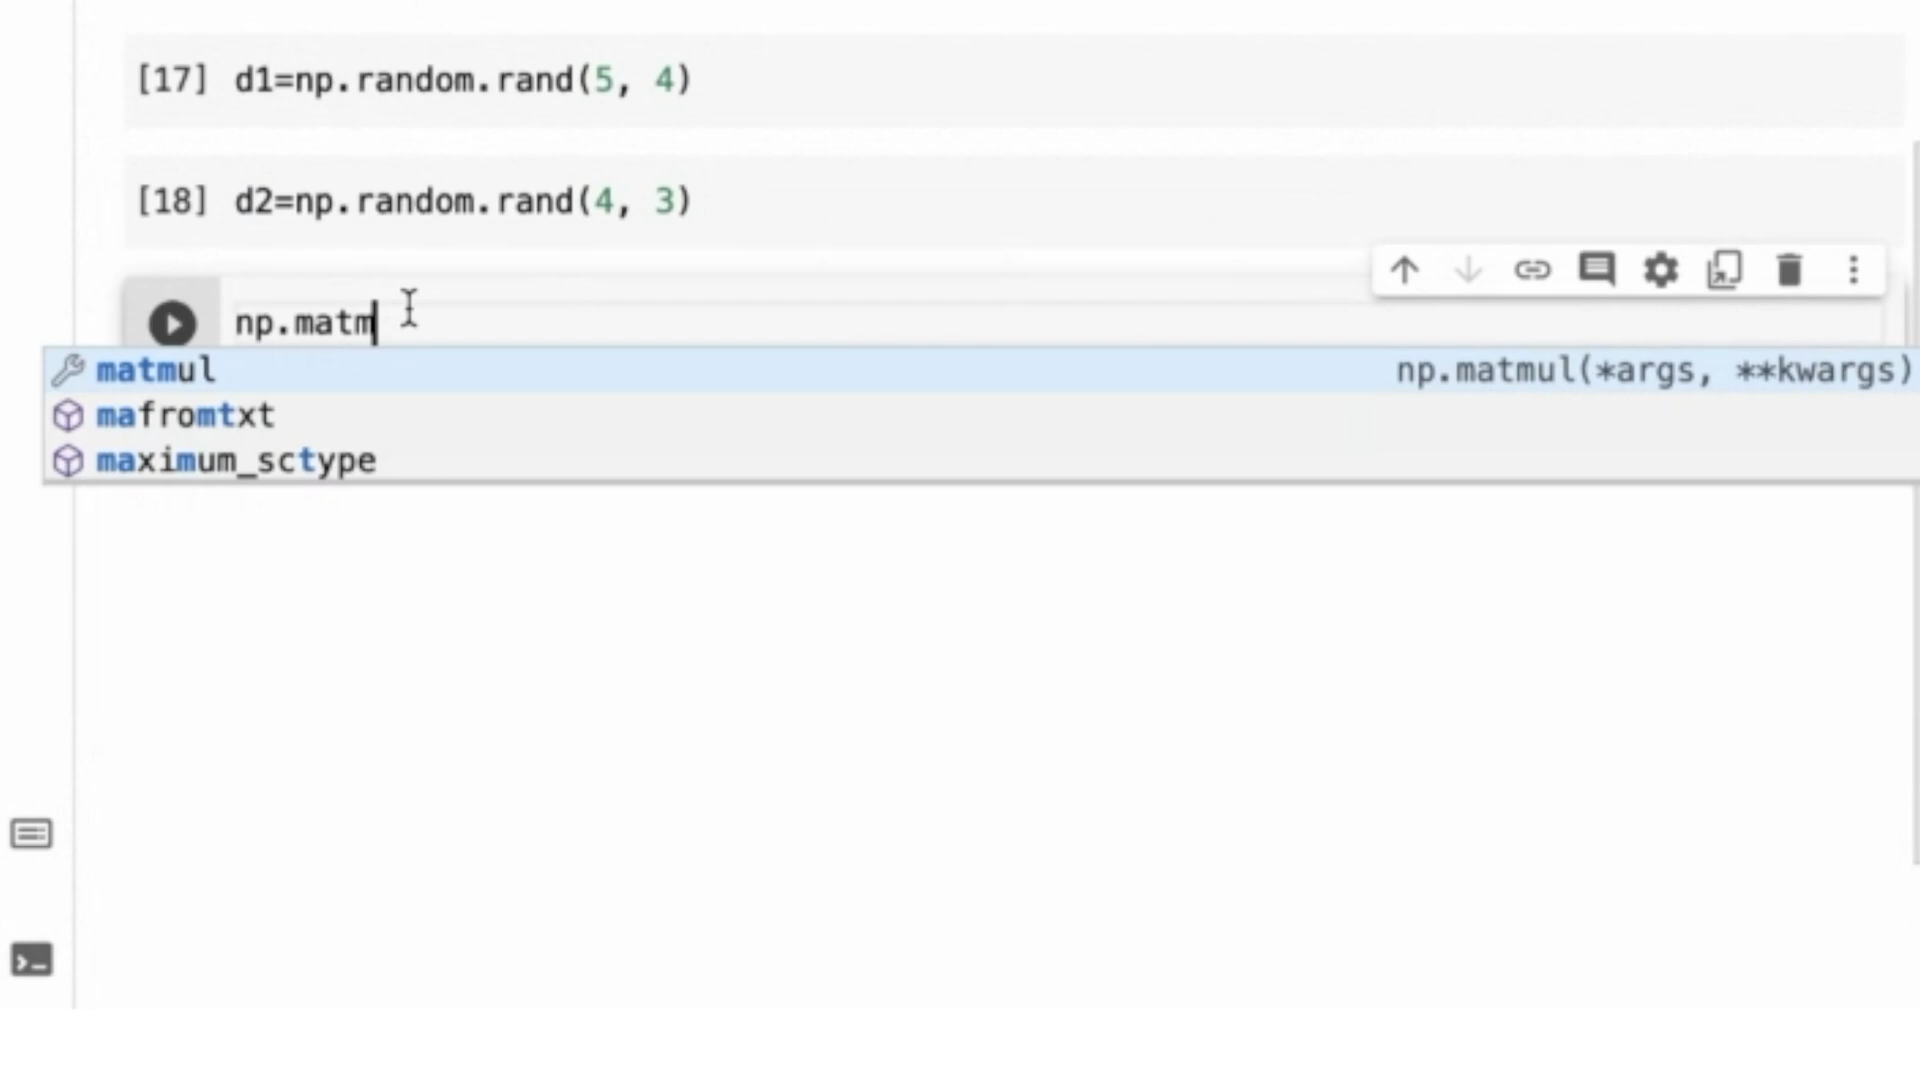 [17] d1=np.random.rand(5, 4)
[18] d2=np.random.rand(4, 3)
np.matm
matmul np.matmul(*args, **kwargs)
mafromtxt
maximum_sctype